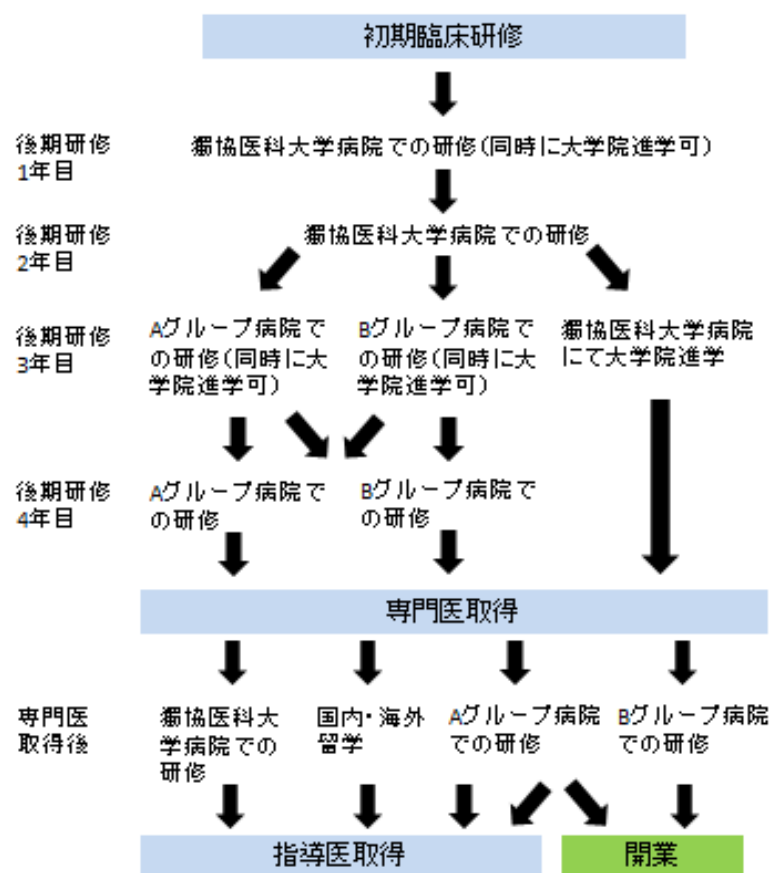 初期臨床研修
後期研修
1年目
獨協医科大学病院での研修(同時に大学院進学可)
後期研修
2年目
獨協医科大学病院での研修
後期研修
3年目
Aグループ病院で
の研修(同時に大
学院進学可)
Bグループ病院で
の研修(同時に大
学院進学可)
獨協医科大学病院
にて大学院進学
後期研修
4年目
Aグループ病院で
の研修
Bグループ病院で
の研修
専門医取得
専門医
取得後
獨協医科大
学病院での
研修
国内・海外
留学
Aグループ病院
での研修
Bグループ病院
での研修
指導医取得
開業